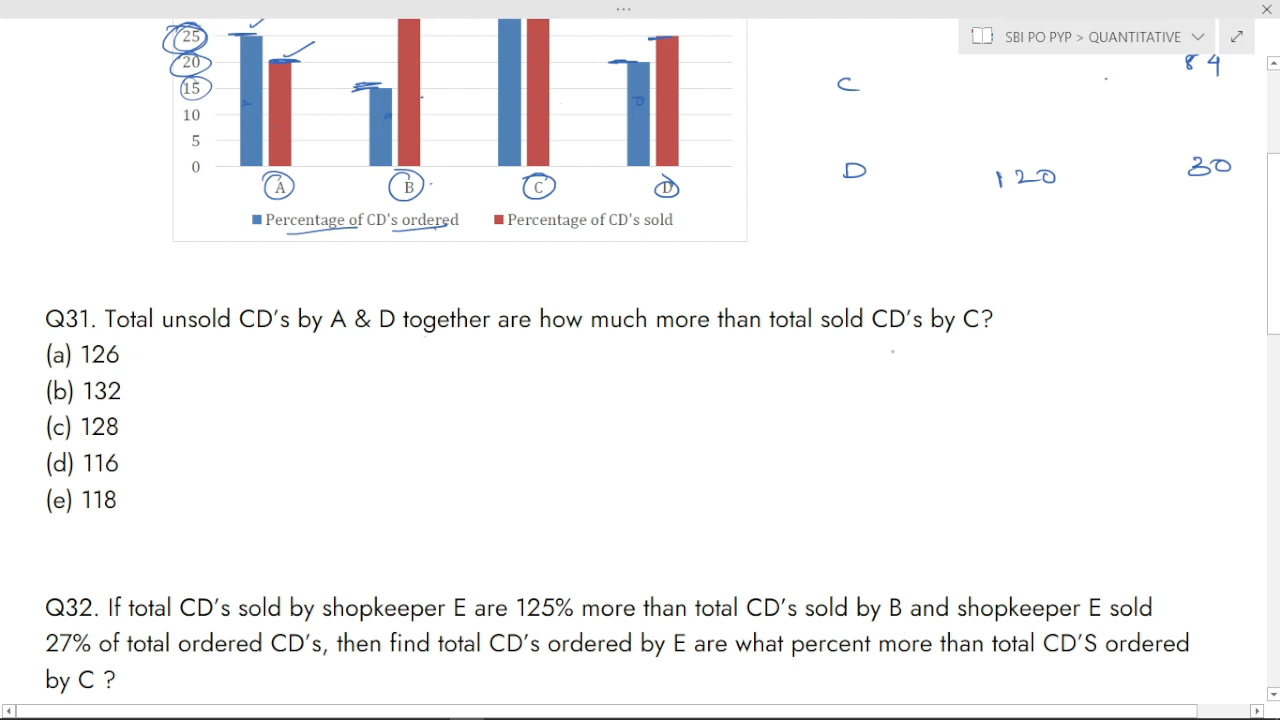 25
SBI PO PYP > QUANTITATIVE
20
84
15
C
10
5
0
D 120 30
A B C D
Percentage of CD's ordered Percentage of CD's sold
Q31. Total unsold CD's by A & D together are how much more than total sold CD's by C?
(a) 126
(b) 132
(c) 128
(d) 116
(e) 118
Q32. If total CD's sold by shopkeeper E are 125% more than total CD's sold by B and shopkeeper E sold
27% of total ordered CD's, then find total CD's ordered by E are what percent more than total CD'S ordered
by C ?